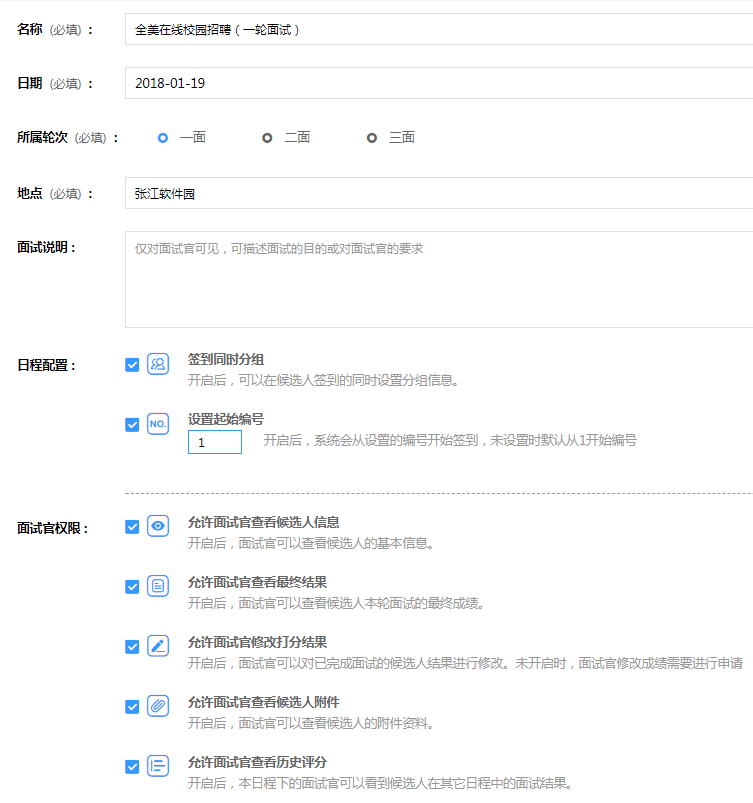 名称 (必填) ： 全美在线校园招聘（一轮面试）
日期 (必填) ： 2018-01-19
所属轮次 (必填) ： 一面 二面 三面
地点 (必填) ： 张江软件园
面试说明： 仅对面试官可见，可描述面试的目的或对面试官的要求
日程配置： 签到同时分组
开启后，可以在候选人签到的同时设置分组信息。
NO. 设置起始编号
1 开启后，系统会从设置的编号开始签到，未设置时默认从1开始编号
面试官权限： 允许面试官查看候选人信息
开启后，面试官可以查看候选人的基本信息。
允许面试官查看最终结果
开启后，面试官可以查看候选人本轮面试的最终成绩。
允许面试官修改打分结果
开启后，面试官可以对已完成面试的候选人结果进行修改。未开启时，面试官修改成绩需要进行申请
允许面试官查看候选人附件
开启后，面试官可以查看候选人的附件资料。
允许面试官查看历史评分
开启后，本日程下的面试官可以看到候选人在其它日程中的面试结果。